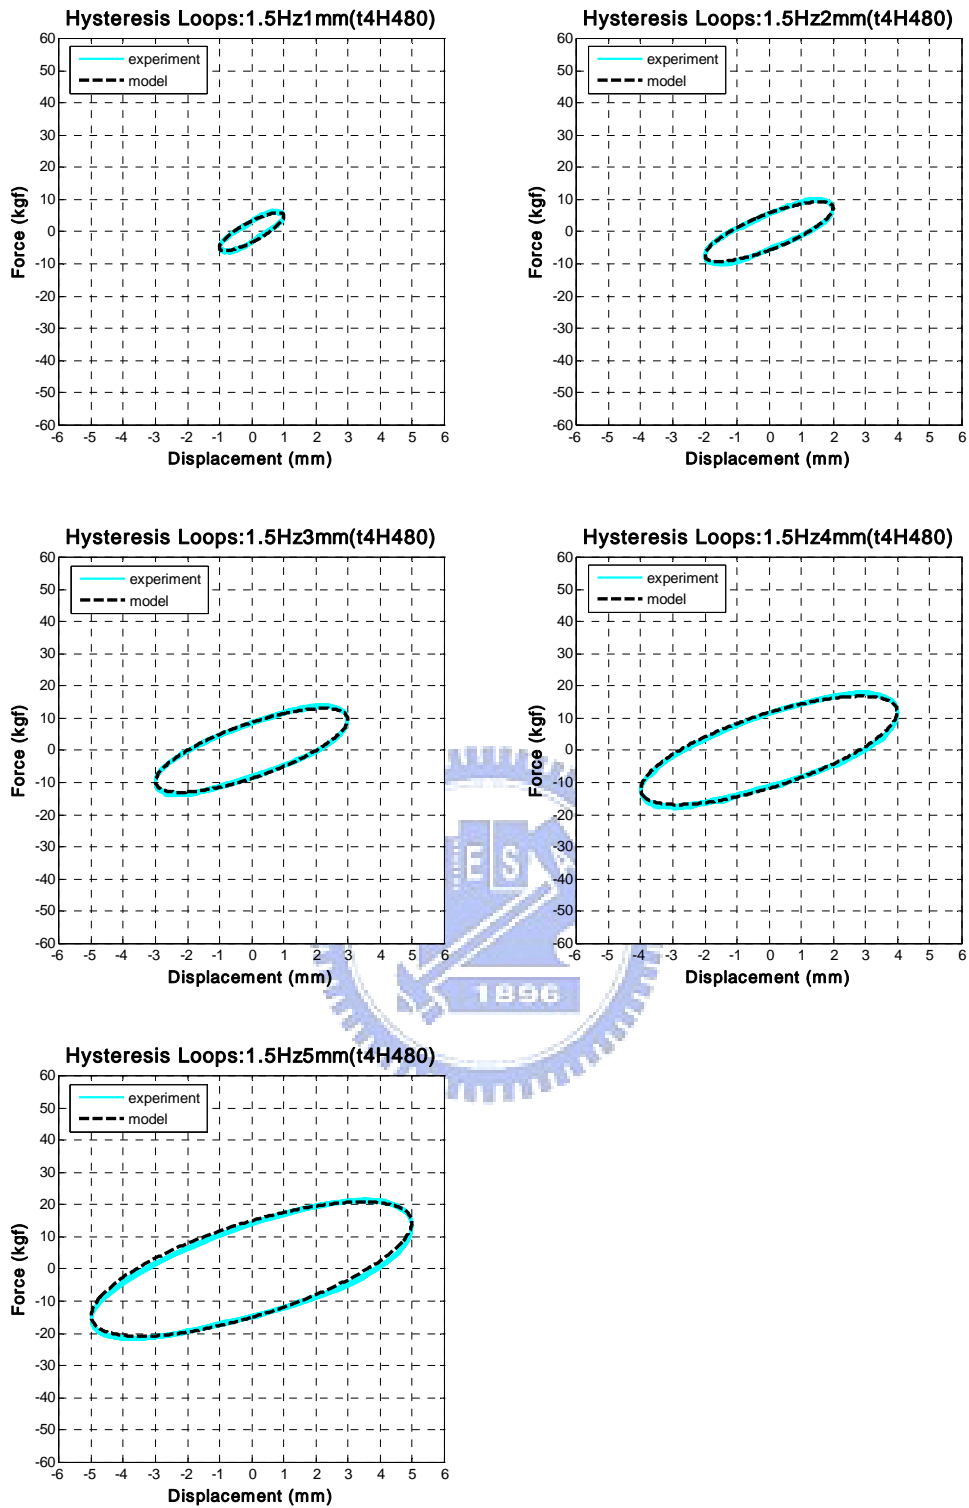 Hysteresis Loops:1.5Hz1mm(t4H480)
60
50
40
30
20
10
0
-10
-20
-30
-40
-50
-60
-6 -5 -4 -3 -2 -1 0 1 2 3 4 5 6
Force (kgf)
Displacement (mm)
experiment
model
Hysteresis Loops:1.5Hz2mm(t4H480)
60
50
40
30
20
10
0
-10
-20
-30
-40
-50
-60
-6 -5 -4 -3 -2 -1 0 1 2 3 4 5 6
Force (kgf)
Displacement (mm)
experiment
model
Hysteresis Loops:1.5Hz3mm(t4H480)
60
50
40
30
20
10
0
-10
-20
-30
-40
-50
-60
-6 -5 -4 -3 -2 -1 0 1 2 3 4 5 6
Force (kgf)
Displacement (mm)
experiment
model
Hysteresis Loops:1.5Hz4mm(t4H480)
60
50
40
30
20
10
0
-10
-20
-30
-40
-50
-60
-6 -5 -4 -3 -2 -1 0 1 2 3 4 5 6
Force (kgf)
Displacement (mm)
experiment
model
E S A
1896
Hysteresis Loops:1.5Hz5mm(t4H480)
60
50
40
30
20
10
0
-10
-20
-30
-40
-50
-60
-6 -5 -4 -3 -2 -1 0 1 2 3 4 5 6
Force (kgf)
Displacement (mm)
experiment
model